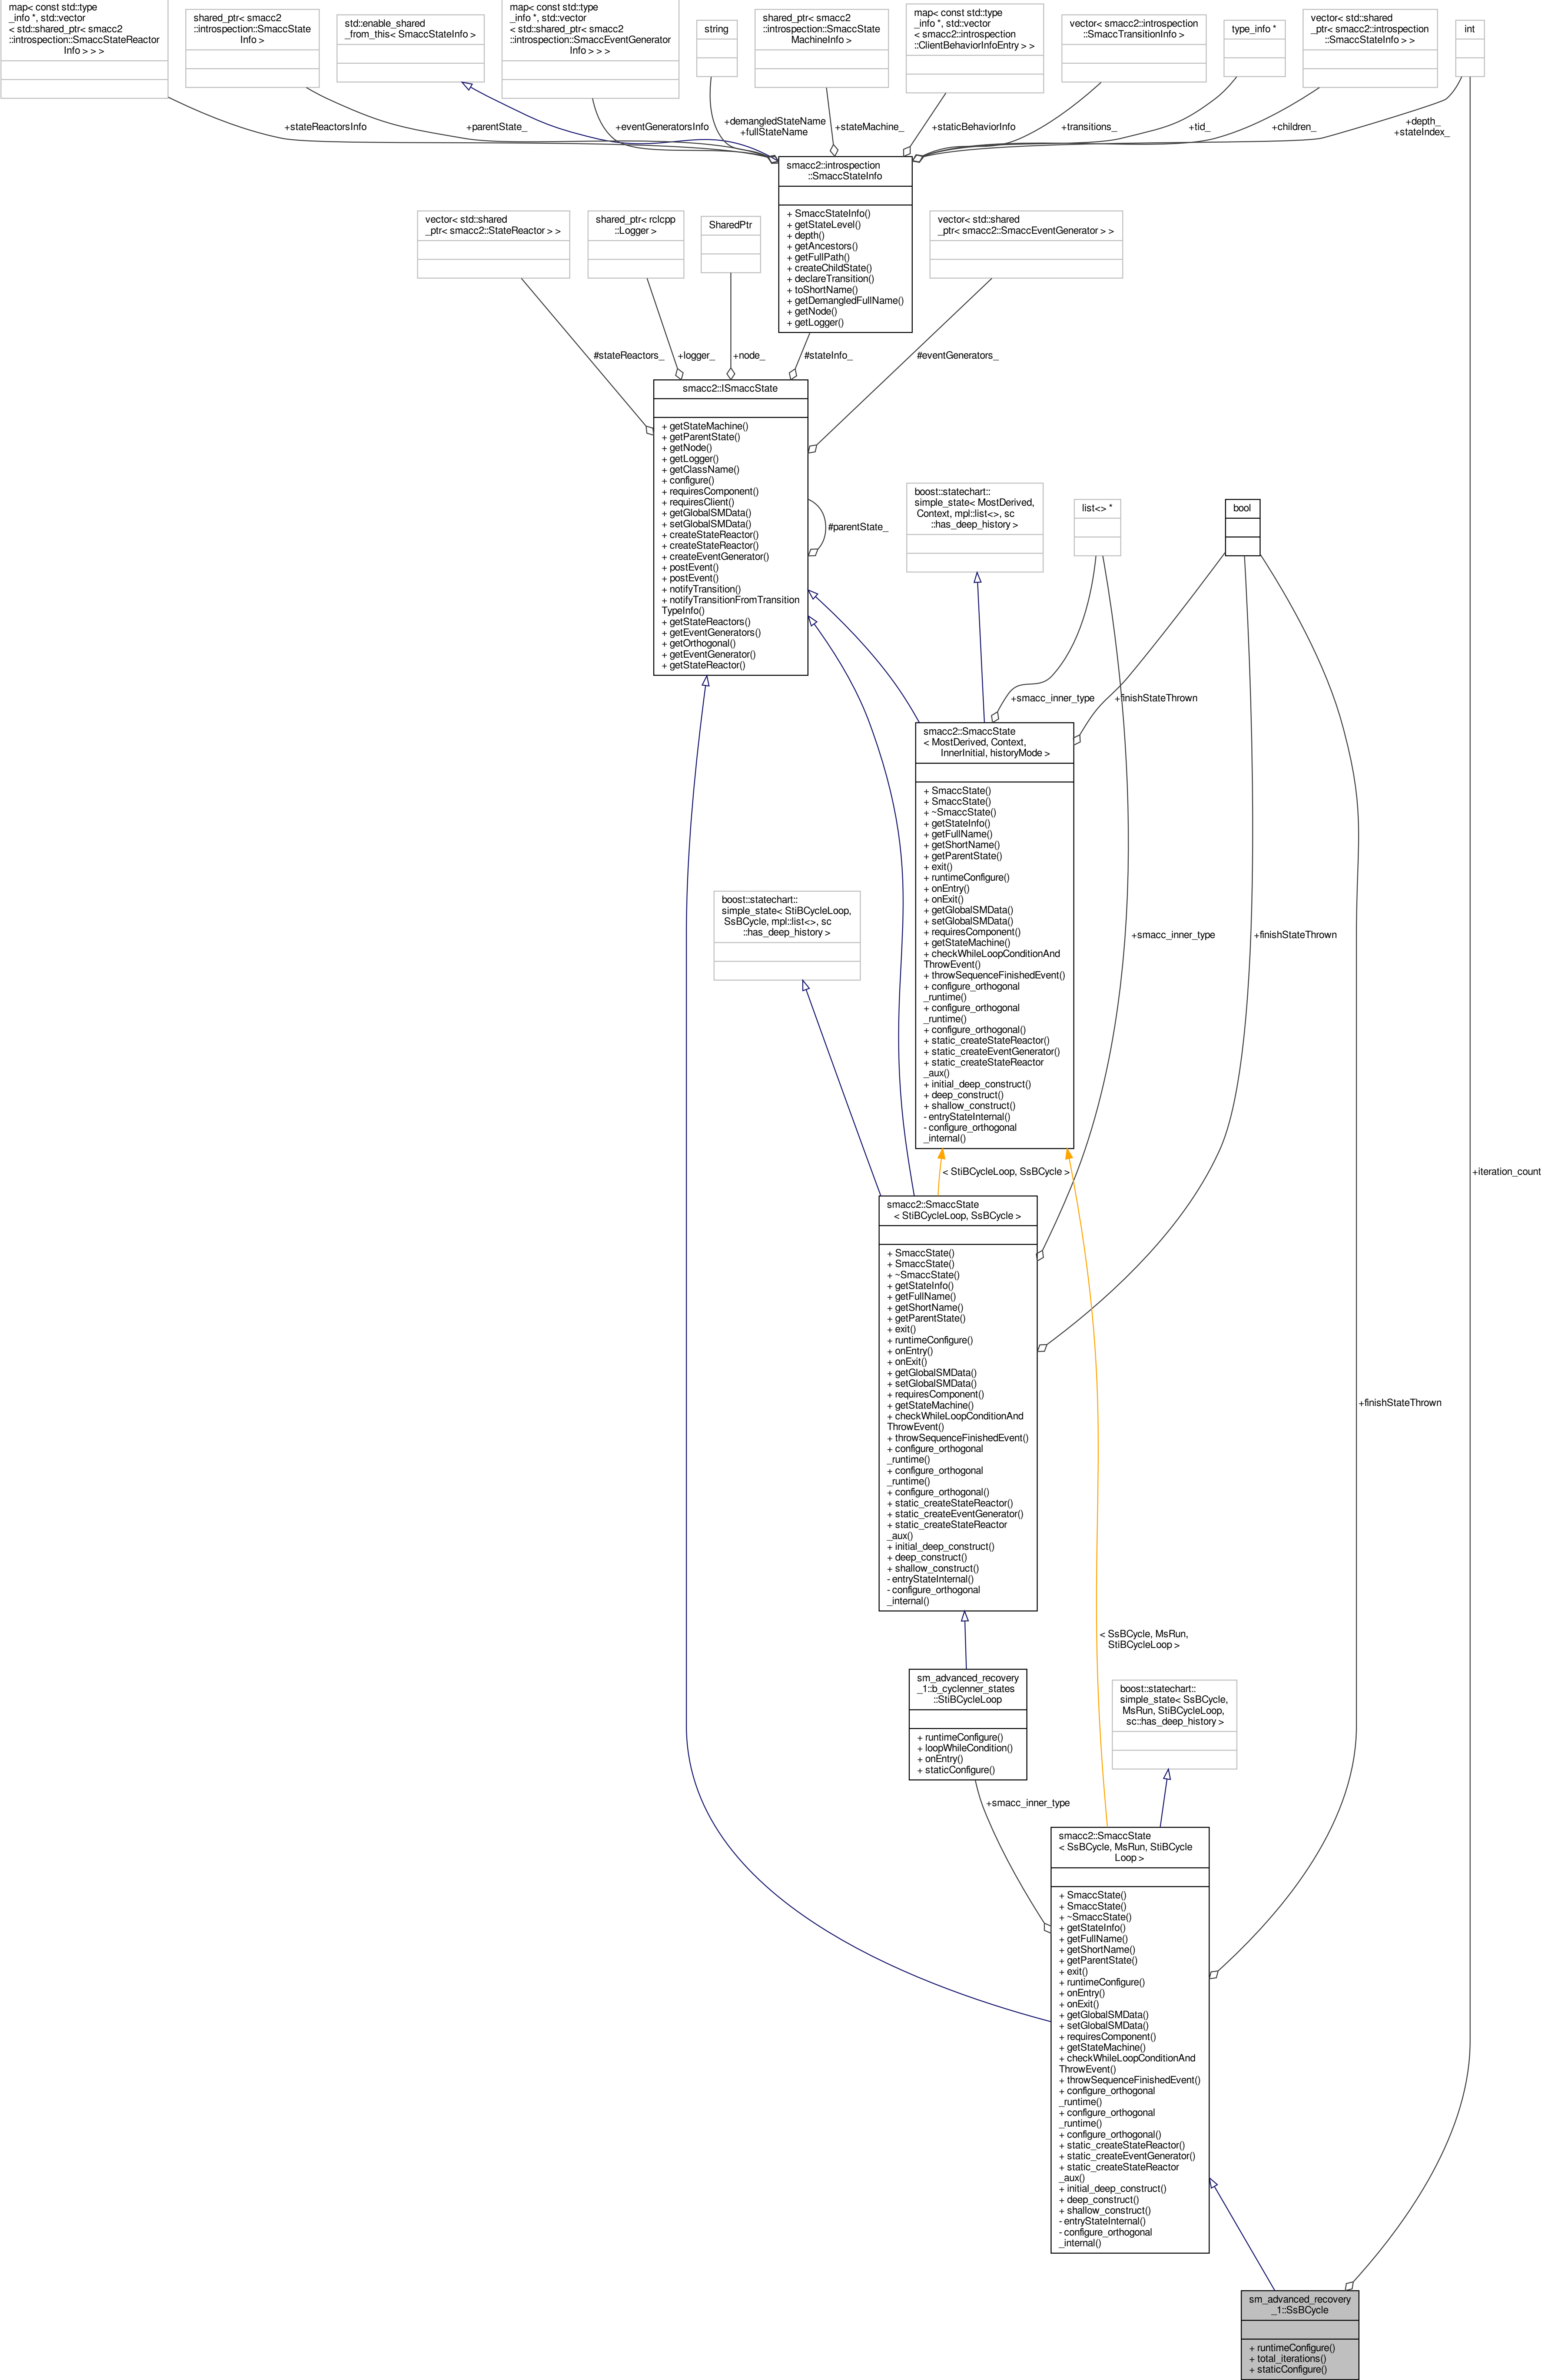 map< const std::type
_info *, std::vector
< std::shared_ptr< smacc2
::introspection::SmaccStateReactor
Info > > >
shared_ptr< smacc2
::introspection::SmaccState
Info >
std::enable_shared
_from_this< SmaccStateInfo >
map< const std::type
_info *, std::vector
< std::shared_ptr< smacc2
::introspection::SmaccEventGenerator
Info > > >
string
shared_ptr< smacc2
::introspection::SmaccState
MachineInfo >
map< const std::type
_info *, std::vector
< smacc2::introspection
::ClientBehaviorInfoEntry > >
vector< smacc2::introspection
::SmaccTransitionInfo >
type_info *
vector< std::shared
_ptr< smacc2::introspection
::SmaccStateInfo > >
int
+stateReactorsInfo
+parentState_
+eventGeneratorsInfo
+demangledStateName
+fullStateName
+stateMachine_
+staticBehaviorInfo
+transitions_
+tid_
+children_
+depth_
+stateIndex_
smacc2::introspection
::SmaccStateInfo
+ SmaccStateInfo()
+ getStateLevel()
+ depth()
+ getAncestors()
+ getFullPath()
+ createChildState()
+ declareTransition()
+ toShortName()
+ getDemangledFullName()
+ getNode()
+ getLogger()
vector< std::shared
_ptr< smacc2::StateReactor > >
shared_ptr< rclcpp
::Logger >
SharedPtr
vector< std::shared
_ptr< smacc2::SmaccEventGenerator > >
#stateReactors_
+logger_
+node_
#stateInfo_
#eventGenerators_
smacc2::ISmaccState
+ getStateMachine()
+ getParentState()
+ getNode()
+ getLogger()
+ getClassName()
+ configure()
+ requiresComponent()
+ requiresClient()
+ getGlobalSMData()
+ setGlobalSMData()
+ createStateReactor()
+ createStateReactor()
+ createEventGenerator()
+ postEvent()
+ postEvent()
+ notifyTransition()
+ notifyTransitionFromTransition
TypeInfo()
+ getStateReactors()
+ getEventGenerators()
+ getOrthogonal()
+ getEventGenerator()
+ getStateReactor()
#parentState_
boost::statechart::
simple_state< MostDerived,
Context, mpl::list<>, sc
::has_deep_history >
list<> *
bool
+smacc_inner_type
+finishStateThrown
smacc2::SmaccState
< MostDerived, Context,
InnerInitial, historyMode >
+ SmaccState()
+ SmaccState()
+ ~SmaccState()
+ getStateInfo()
+ getFullName()
+ getShortName()
+ getParentState()
+ exit()
+ runtimeConfigure()
+ onEntry()
+ onExit()
+ getGlobalSMData()
+ setGlobalSMData()
+ requiresComponent()
+ getStateMachine()
+ checkWhileLoopConditionAnd
ThrowEvent()
+ throwSequenceFinishedEvent()
+ configure_orthogonal
_runtime()
+ configure_orthogonal
_runtime()
+ configure_orthogonal()
+ static_createStateReactor()
+ static_createEventGenerator()
+ static_createStateReactor
_aux()
+ initial_deep_construct()
+ deep_construct()
+ shallow_construct()
- entryStateInternal()
- configure_orthogonal
_internal()
boost::statechart::
simple_state< StiBCycleLoop,
SsBCycle, mpl::list<>, sc
::has_deep_history >
+smacc_inner_type
+finishStateThrown
< StiBCycleLoop, SsBCycle >
+iteration_count
smacc2::SmaccState
< StiBCycleLoop, SsBCycle >
+ SmaccState()
+ SmaccState()
+ ~SmaccState()
+ getStateInfo()
+ getFullName()
+ getShortName()
+ getParentState()
+ exit()
+ runtimeConfigure()
+ onEntry()
+ onExit()
+ getGlobalSMData()
+ setGlobalSMData()
+ requiresComponent()
+ getStateMachine()
+ checkWhileLoopConditionAnd
ThrowEvent()
+ throwSequenceFinishedEvent()
+ configure_orthogonal
_runtime()
+ configure_orthogonal
_runtime()
+ configure_orthogonal()
+ static_createStateReactor()
+ static_createEventGenerator()
+ static_createStateReactor
_aux()
+ initial_deep_construct()
+ deep_construct()
+ shallow_construct()
- entryStateInternal()
- configure_orthogonal
_internal()
+finishStateThrown
< SsBCycle, MsRun,
StiBCycleLoop >
sm_advanced_recovery
_1::b_cyclenner_states
::StiBCycleLoop
+ runtimeConfigure()
+ loopWhileCondition()
+ onEntry()
+ staticConfigure()
boost::statechart::
simple_state< SsBCycle,
MsRun, StiBCycleLoop,
sc::has_deep_history >
+smacc_inner_type
smacc2::SmaccState
< SsBCycle, MsRun, StiBCycle
Loop >
+ SmaccState()
+ SmaccState()
+ ~SmaccState()
+ getStateInfo()
+ getFullName()
+ getShortName()
+ getParentState()
+ exit()
+ runtimeConfigure()
+ onEntry()
+ onExit()
+ getGlobalSMData()
+ setGlobalSMData()
+ requiresComponent()
+ getStateMachine()
+ checkWhileLoopConditionAnd
ThrowEvent()
+ throwSequenceFinishedEvent()
+ configure_orthogonal
_runtime()
+ configure_orthogonal
_runtime()
+ configure_orthogonal()
+ static_createStateReactor()
+ static_createEventGenerator()
+ static_createStateReactor
_aux()
+ initial_deep_construct()
+ deep_construct()
+ shallow_construct()
- entryStateInternal()
- configure_orthogonal
_internal()
sm_advanced_recovery
_1::SsBCycle
+ runtimeConfigure()
+ total_iterations()
+ staticConfigure()